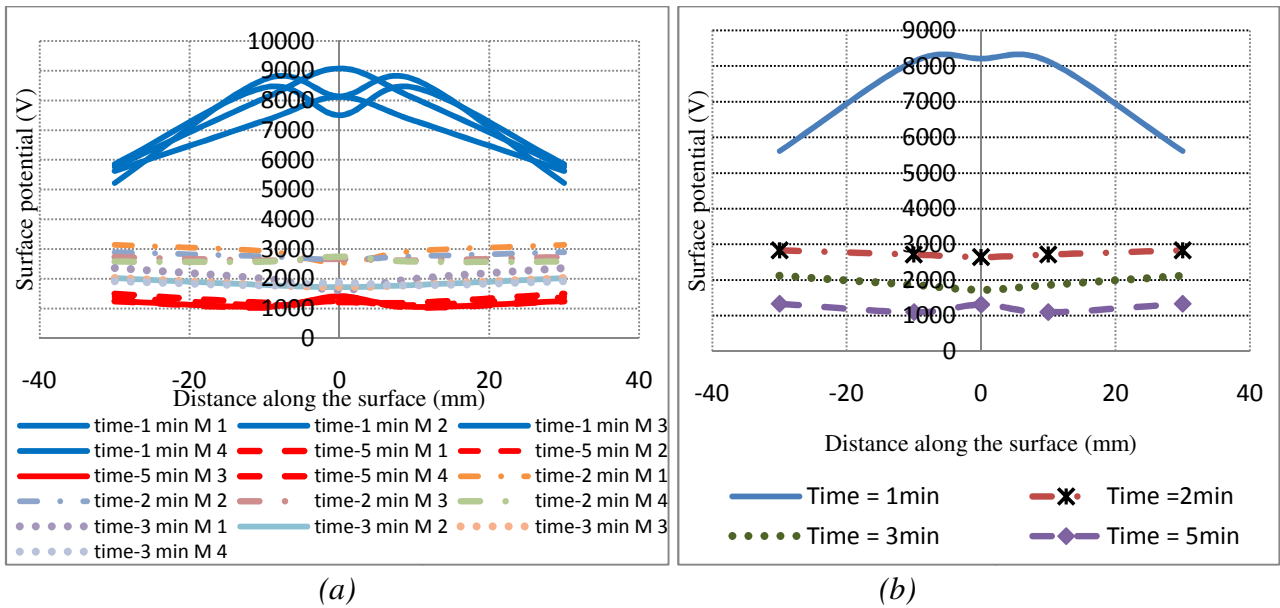 Surface potential (V)
10000
9000
8000
7000
6000
5000
4000
3000
2000
1000
0
-40 -20 0 20 40
Distance along the surface (mm)
time-1 min M 1 time-1 min M 2 time-1 min M 3
time-1 min M 4 time-5 min M 1 time-5 min M 2
time-5 min M 3 time-5 min M 4 time-2 min M 1
time-2 min M 2 time-2 min M 3 time-2 min M 4
time-3 min M 1 time-3 min M 2 time-3 min M 3
time-3 min M 4
(a)
Surface potential (V)
9000
8000
7000
6000
5000
4000
3000
2000
1000
0
-40 -20 0 20 40
Distance along the surface (mm)
Time = 1min Time =2min
Time = 3min Time = 5min
(b)